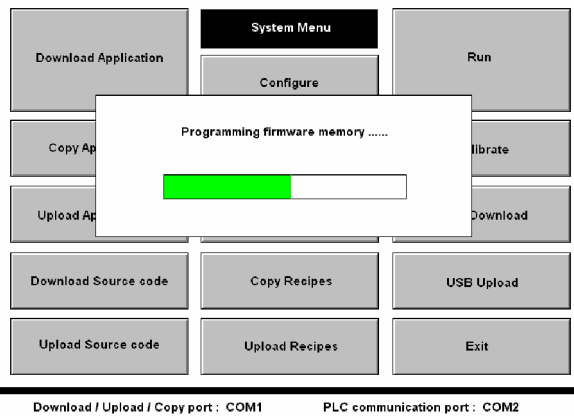 System Menu
Download Application
Run
Configure
Programming firmware memory ......
Copy Ap
librate
Upload Ap
Download
Download Source code
Copy Recipes
USB Upload
Upload Source code
Upload Recipes
Exit
Download / Upload / Copy port : COM1
PLC communication port : COM2